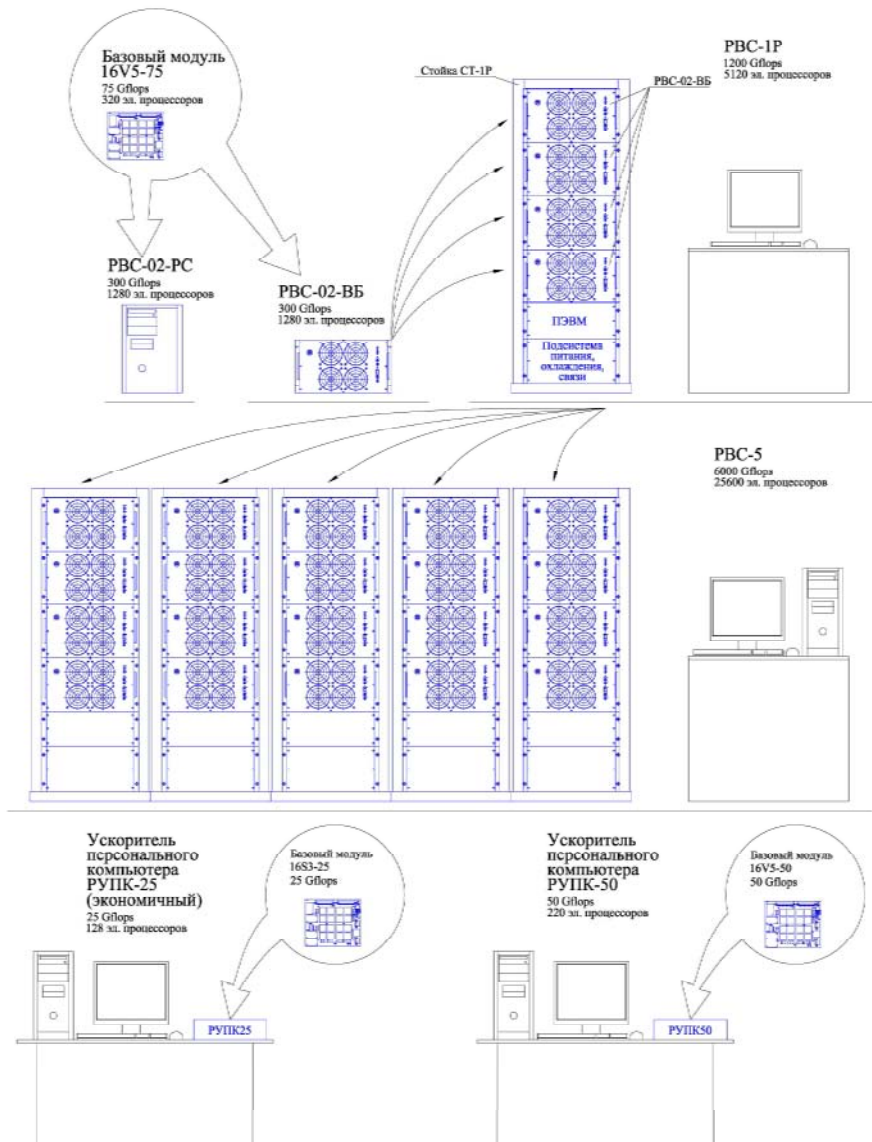 Базовый модуль
16V5-75
75 Gflops
320 эл. процессоров
Стойка СТ-1Р
РВС-02-ВБ
РВС-1Р
1200 Gflops
5120 эл. процессоров
РВС-02-РС
300 Gflops
1280 эл. процессоров
РВС-02-ВБ
300 Gflops
1280 эл. процессоров
ПЭВМ
Подсистема
питания,
охлаждения,
связи
РВС-5
6000 Gflops
25600 эл. процессоров
Ускоритель
персонального
компьютера
РУПК-25
(экономичный)
25 Gflops
128 эл. процессоров
Базовый модуль
16S3-25
25 Gflops
РУПК25
Ускоритель
персонального
компьютера
РУПК-50
50 Gflops
220 эл. процессоров
Базовый модуль
16V5-50
50 Gflops
РУПК50